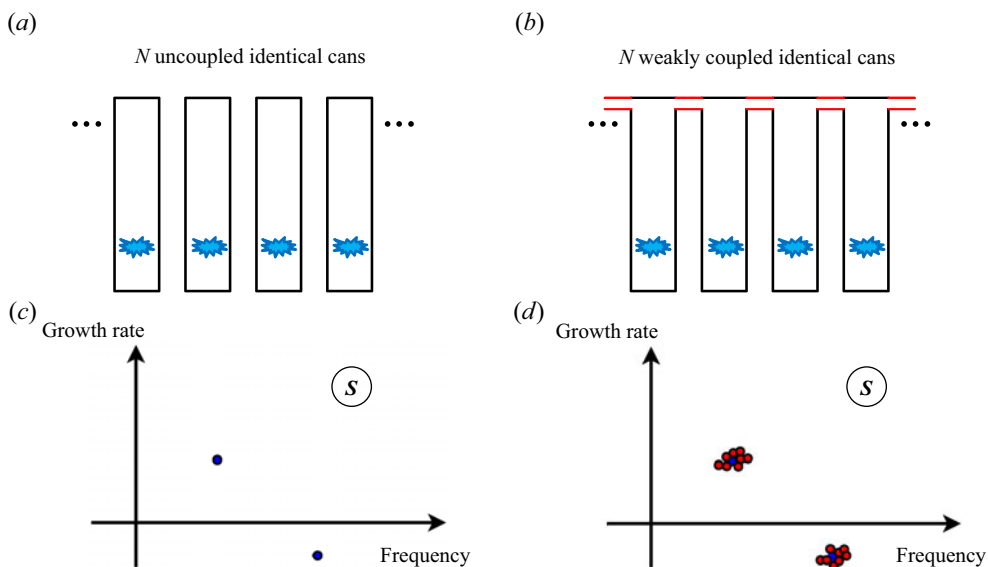 (a)
N uncoupled identical cans
(b)
N weakly coupled identical cans
(c)
Growth rate
S
Frequency
(d)
Growth rate
S
Frequency